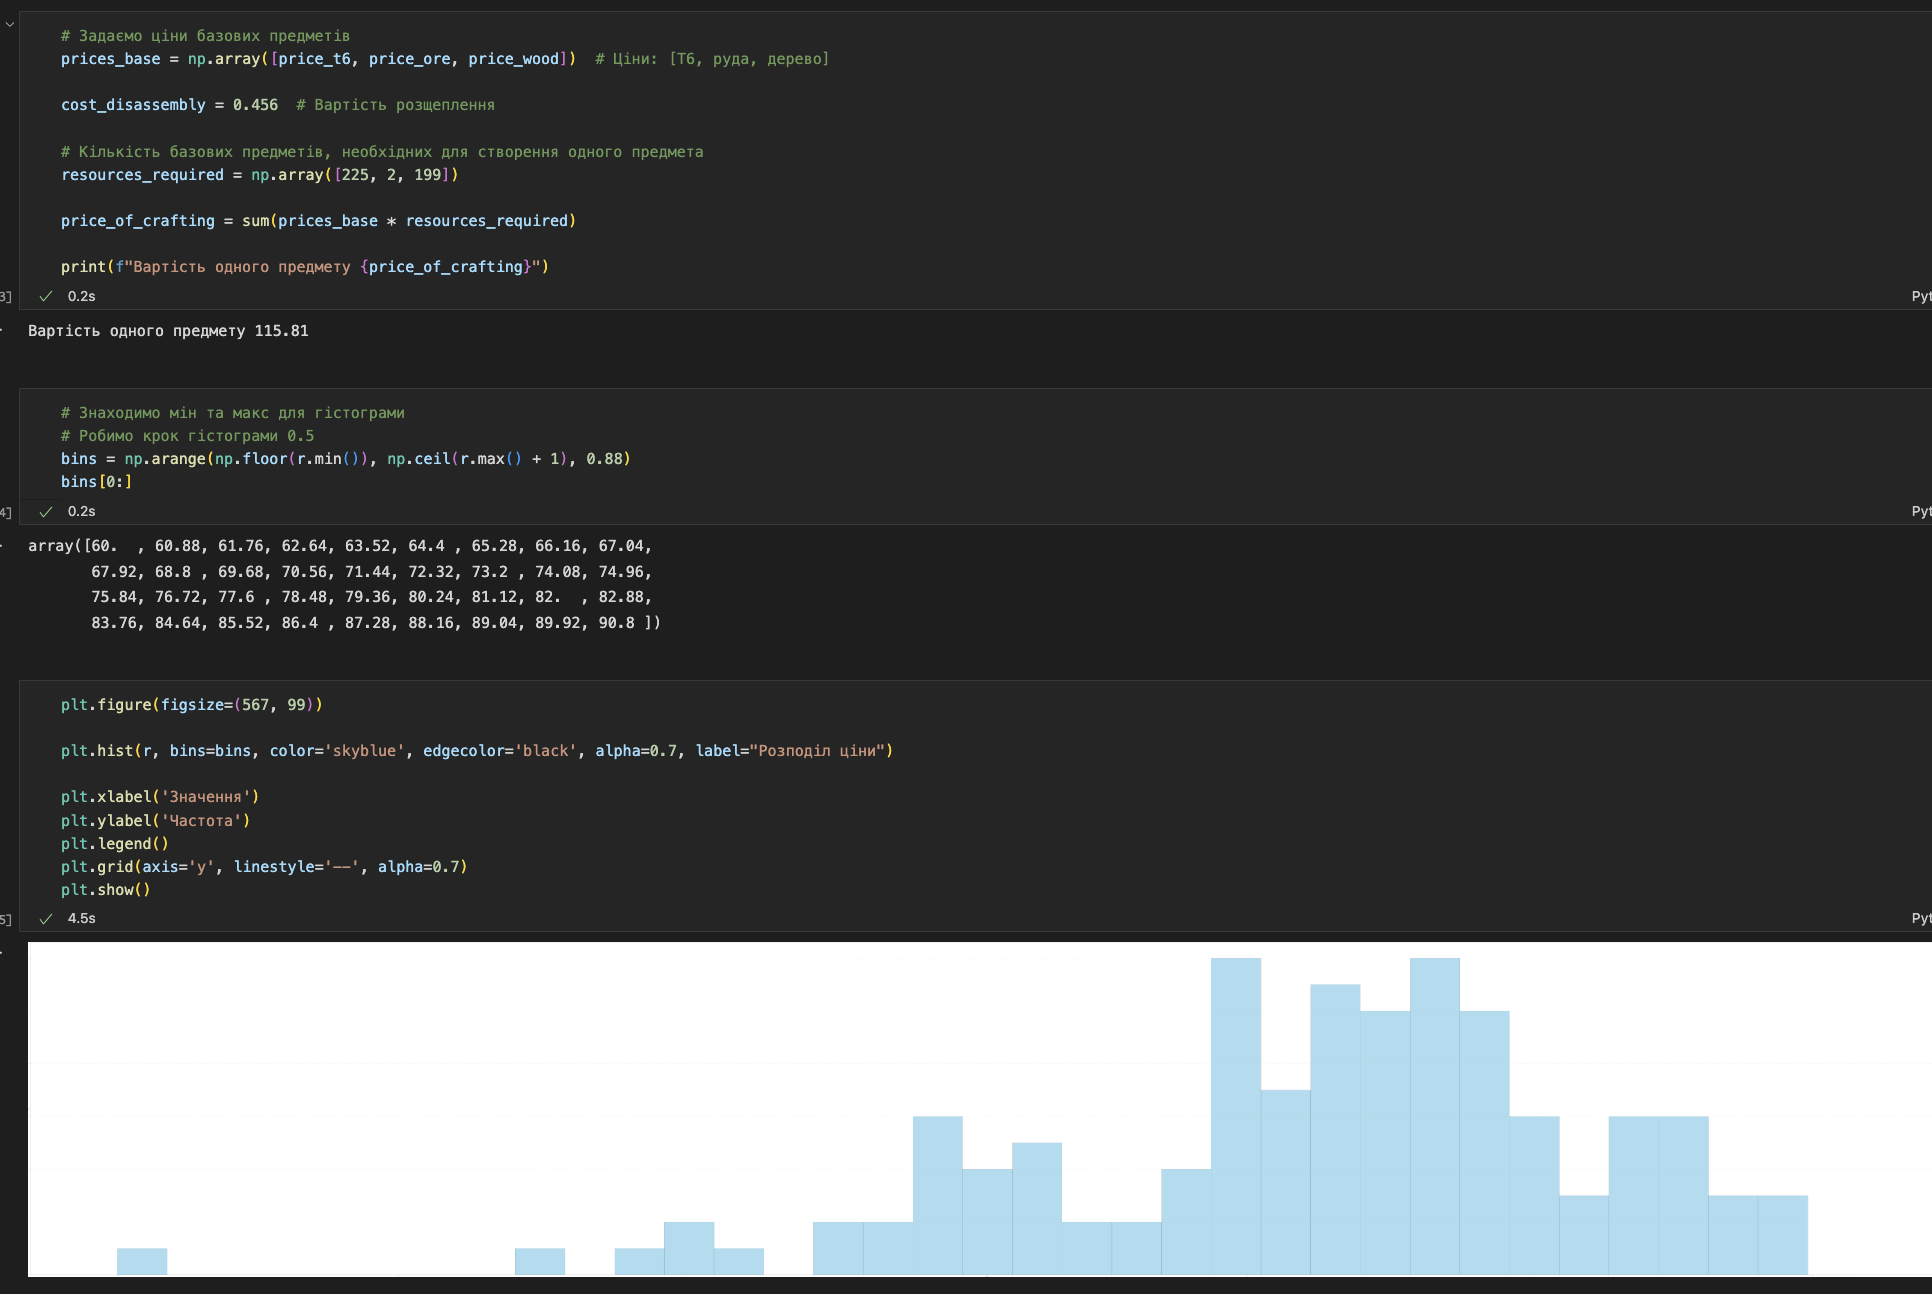 # Задаємо ціни базових предметів
prices_base = np.array([price_t6, price_ore, price_wood])  # Ціни: [T6, руда, дерево]
cost_disassembly = 0.456  # Вартість розщеплення
# Кількість базових предметів, необхідних для створення одного предмета
resources_required = np.array([225, 2, 199])
price_of_crafting = sum(prices_base * resources_required)
print(f"Вартість одного предмету {price_of_crafting}")
3]
0.2s
Pyt
Вартість одного предмету 115.81
# Знаходимо мін та макс для гістограми
# Робимо крок гістограми 0.5
bins = np.arange(np.floor(r.min()), np.ceil(r.max() + 1), 0.88)
bins[0:]
4]
0.2s
Pyt
array([60.  , 60.88, 61.76, 62.64, 63.52, 64.4 , 65.28, 66.16, 67.04,
67.92, 68.8 , 69.68, 70.56, 71.44, 72.32, 73.2 , 74.08, 74.96,
75.84, 76.72, 77.6 , 78.48, 79.36, 80.24, 81.12, 82.  , 82.88,
83.76, 84.64, 85.52, 86.4 , 87.28, 88.16, 89.04, 89.92, 90.8 ])
plt.figure(figsize=(567, 99))
plt.hist(r, bins=bins, color='skyblue', edgecolor='black', alpha=0.7, label="Розподіл ціни")
plt.xlabel('Значення')
plt.ylabel('Частота')
plt.legend()
plt.grid(axis='y', linestyle='--', alpha=0.7)
plt.show()
5]
4.5s
Pyt